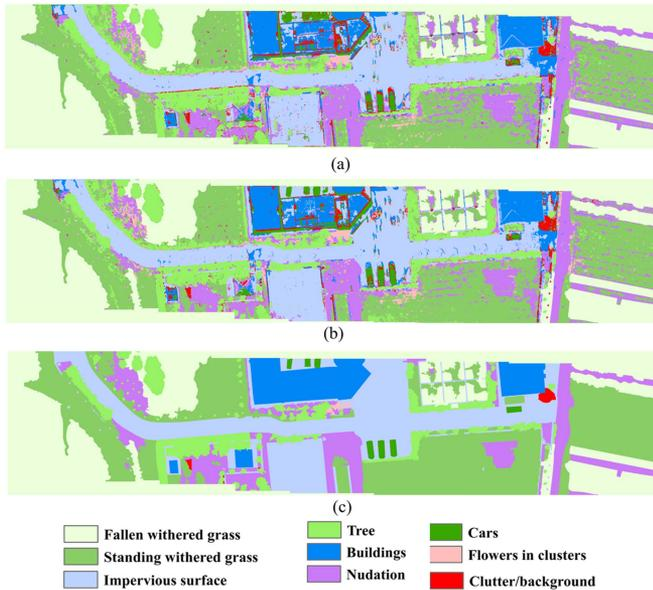 (a)
(b)
(c)
Fallen withered grass
Standing withered grass
Impervious surface
Tree
Buildings
Nudation
Cars
Flowers in clusters
Clutter/background